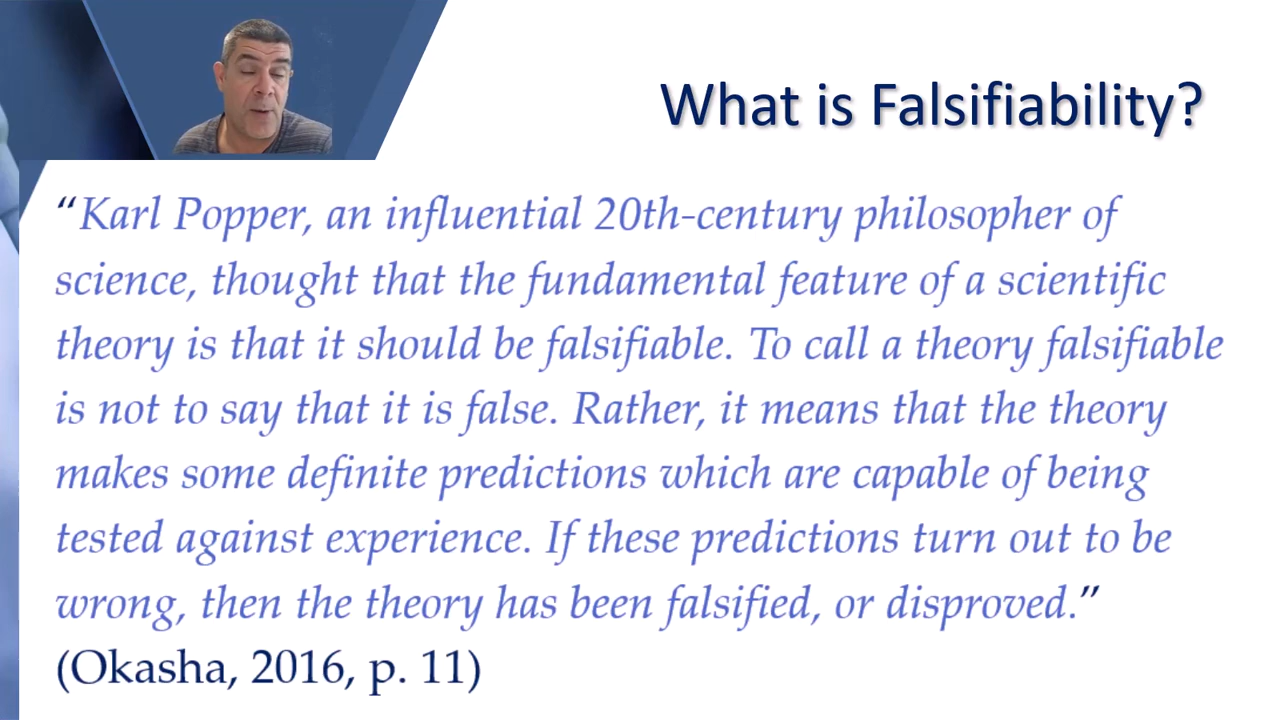 What is Falsifiability?
“Karl Popper, an influential 20th-century philosopher of
science, thought that the fundamental feature of a scientific
theory is that it should be falsifiable. To call a theory falsifiable
is not to say that it is false. Rather, it means that the theory
makes some definite predictions which are capable of being
tested against experience. If these predictions turn out to be
wrong, then the theory has been falsified, or disproved.”
(Okasha, 2016, p. 11)